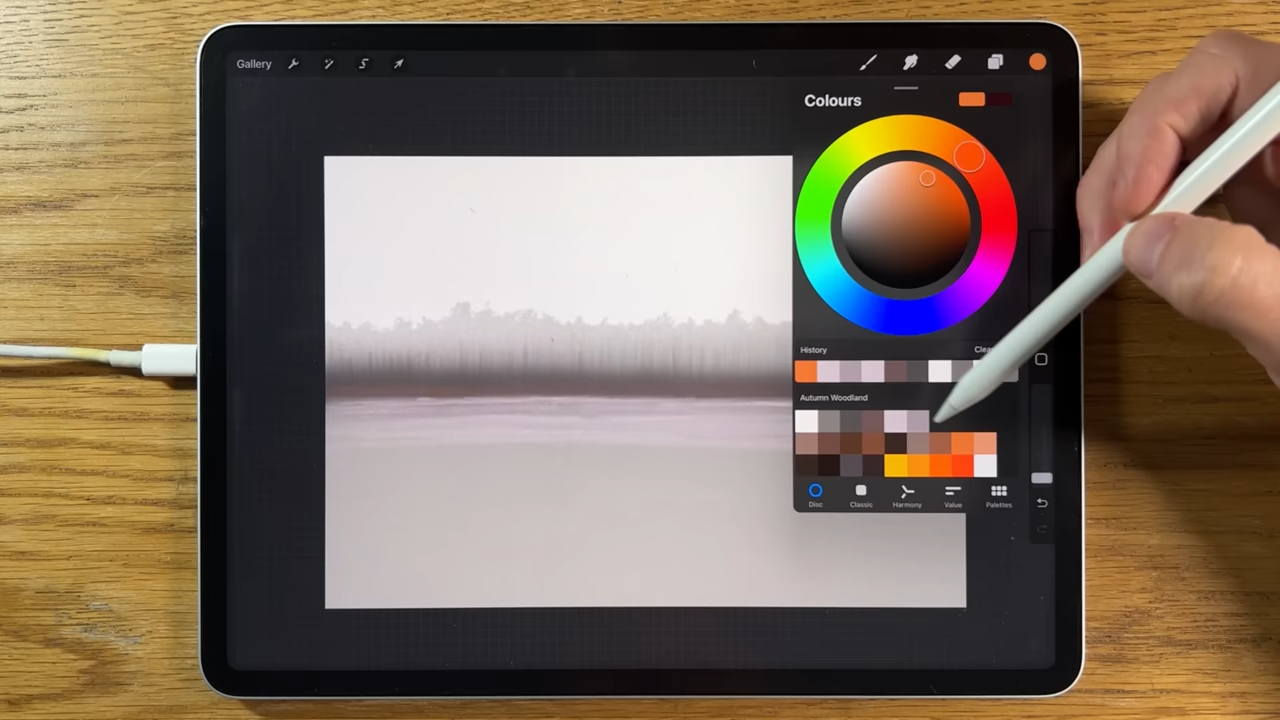 Gallery
Colours
History
Autumn Woodland
Disc
Classic
Harmony
Value
Palettes